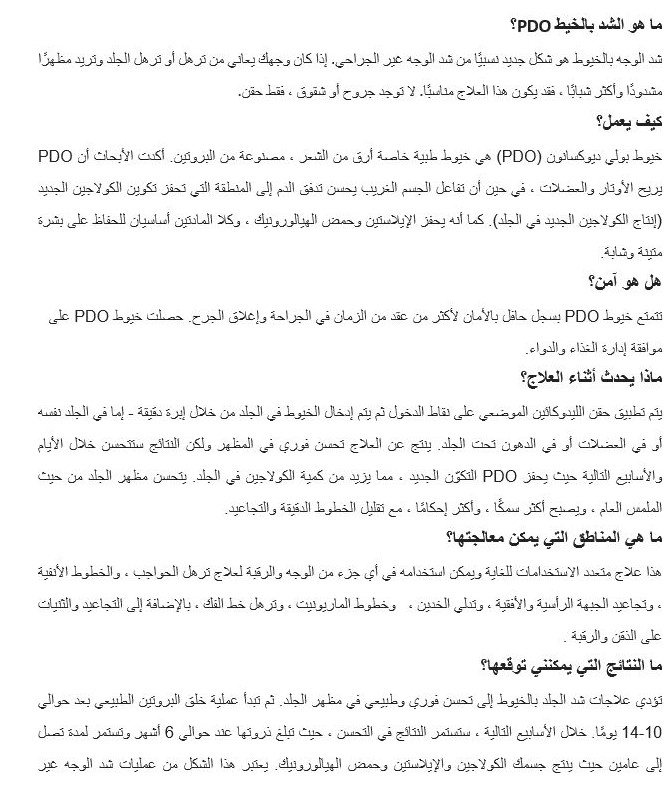 ما هو الشد بالخيط PDO؟
شد الوجه بالخيوط هو شكل جديد نسبيًا من شد الوجه غير الجراحي. إذا كان وجهك يعاني من ترهل أو ترهل الجلد وتريد مظهرًا
مشدودًا وأكثر شبابًا ، فقد يكون هذا العلاج مناسبًا. لا توجد جروح أو شقوق ، فقط حقن.
كيف يعمل؟
خيوط بولي ديوكسانون (PDO) هي خيوط طبية خاصة أرق من الشعر ، مصنوعة من البروتين. أكدت الأبحاث أن PDO
يريح الأوتار والعضلات ، في حين أن تفاعل الجسم الغريب يحسن تدفق الدم إلى المنطقة التي تحفز تكوين الكولاجين الجديد
(إنتاج الكولاجين الجديد في الجلد). كما أنه يحفز الإيلاستين وحمض الهيالورونيك ، وكلا المادتين أساسيان للحفاظ على بشرة
متينة وشابة.
هل هو آمن؟
تتمتع خيوط PDO بسجل حافل بالأمان لأكثر من عقد من الزمان في الجراحة وإغلاق الجرح. حصلت خيوط PDO على
موافقة إدارة الغذاء والدواء.
ماذا يحدث أثناء العلاج؟
يتم تطبيق حقن الليدوكائين الموضعي على نقاط الدخول ثم يتم إدخال الخيوط في الجلد من خلال إبرة دقيقة - إما في الجلد نفسه
أو في العضلات أو في الدهون تحت الجلد. ينتج عن العلاج تحسن فوري في المظهر ولكن النتائج ستتحسن خلال الأيام
والأسابيع التالية حيث يحفز PDO التكوّن الجديد ، مما يزيد من كمية الكولاجين في الجلد. يتحسن مظهر الجلد من حيث
الملمس العام ، ويصبح أكثر سمكًا ، وأكثر إحكامًا ، مع تقليل الخطوط الدقيقة والتجاعيد.
ما هي المناطق التي يمكن معالجتها؟
هذا علاج متعدد الاستخدامات للغاية ويمكن استخدامه في أي جزء من الوجه والرقبة لعلاج ترهل الحواجب ، والخطوط الأنفية
، وتجاعيد الجبهة الرأسية والأفقية ، وتدلي الخدين ، وخطوط الماريونيت ، وترهل خط الفك ، بالإضافة إلى التجاعيد والثنيات
على الذقن والرقبة .
ما النتائج التي يمكنني توقعها؟
تؤدي علاجات شد الجلد بالخيوط إلى تحسن فوري وطبيعي في مظهر الجلد. ثم تبدأ عملية خلق البروتين الطبيعي بعد حوالي
10-14 يومًا. خلال الأسابيع التالية ، ستستمر النتائج في التحسن ، حيث تبلغ ذروتها عند حوالي 6 أشهر وتستمر لمدة تصل
إلى عامين حيث ينتج جسمك الكولاجين والإيلاستين وحمض الهيالورونيك. يعتبر هذا الشكل من عمليات شد الوجه غير